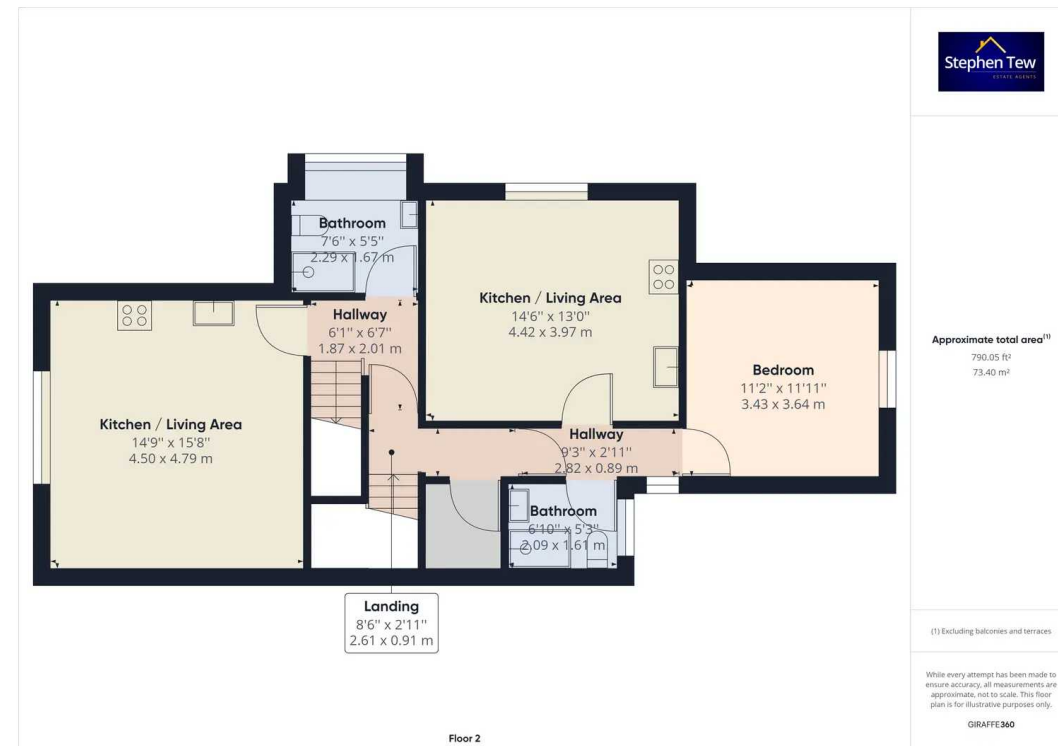 Bathroom
7'6" x 5'5"
2.29 x 1.67 m
Hallway
6'1" x 6'7"
1.87 x 2.01 m
Kitchen / Living Area
14'6" x 13'0"
4.42 x 3.97 m
Bedroom
11'2" x 11'11"
3.43 x 3.64 m
Kitchen / Living Area
14'9" x 15'8"
4.50 x 4.79 m
Hallway
9'3" x 2'11"
2.82 x 0.89 m
Bathroom
6'10" x 5'3"
2.09 x 1.61 m
Landing
8'6" x 2'11"
2.61 x 0.91 m
Floor 2
Stephen Tew
ESTATE AGENTS
Approximate total area(1)
790.05 ft²
73.40 m²
(1) Excluding balconies and terraces
While every attempt has been made to
ensure accuracy, all measurements are
approximate, not to scale. This floor
plan is for illustrative purposes only.
GIRAFFE360